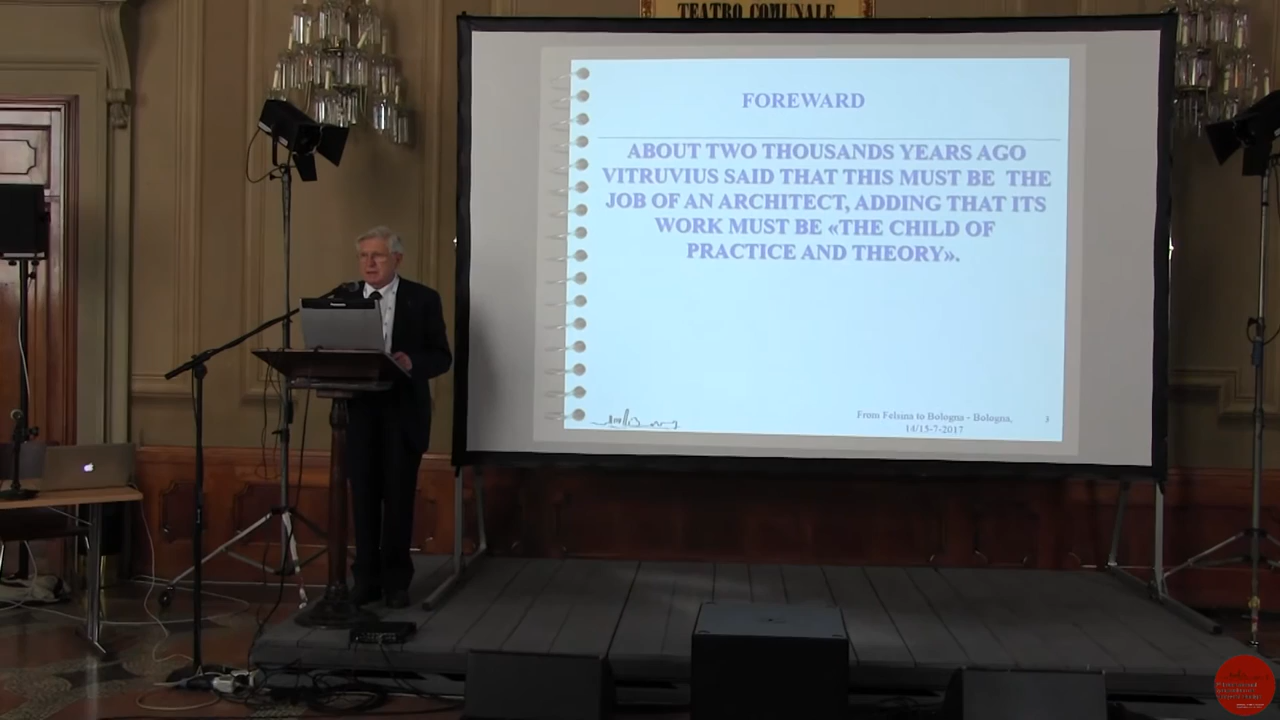 TEATRO COMUNALE
FOREWARD
ABOUT TWO THOUSANDS YEARS AGO
VITRUVIUS SAID THAT THIS MUST BE THE
JOB OF AN ARCHITECT, ADDING THAT ITS
WORK MUST BE «THE CHILD OF
PRACTICE AND THEORY».
From Felsina to Bologna - Bologna,
14/15-7-2017
3